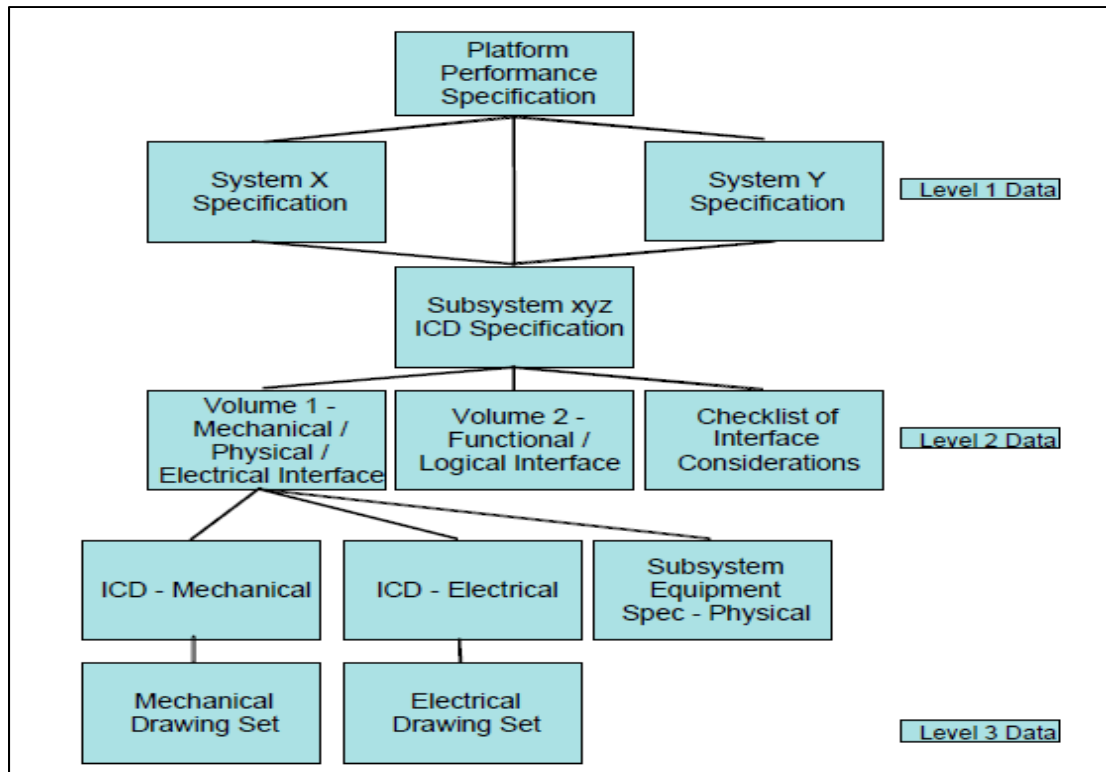 Platform
Performance
Specification
System X
Specification
System Y
Specification
Level 1 Data
Subsystem xyz
ICD Specification
Volume 1 -
Mechanical /
Physical /
Electrical Interface
Volume 2 -
Functional /
Logical Interface
Checklist of
Interface
Considerations
Level 2 Data
ICD - Mechanical
ICD - Electrical
Subsystem
Equipment
Spec - Physical
Mechanical
Drawing Set
Electrical
Drawing Set
Level 3 Data